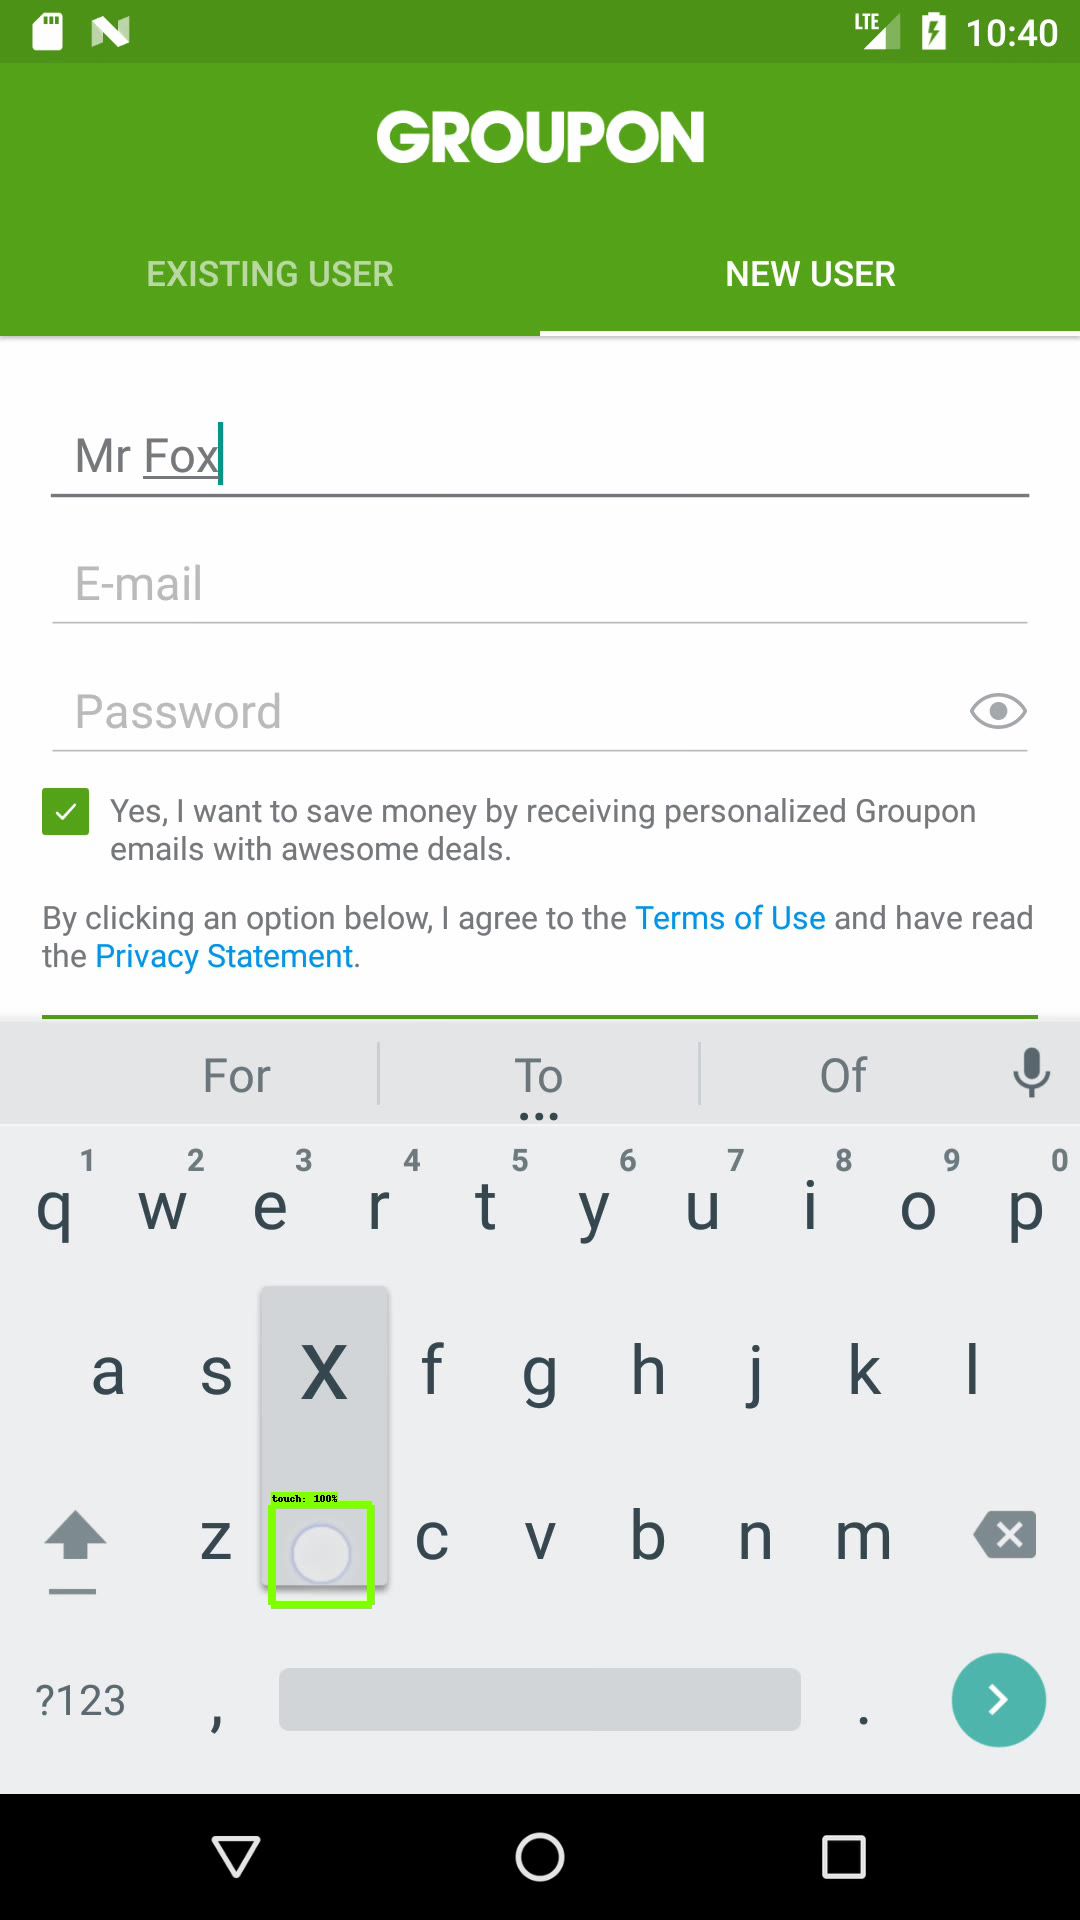 LTE 10:40
GROUPON
EXISTING USER NEW USER
Mr Fox
E-mail
Password
Yes, I want to save money by receiving personalized Groupon
emails with awesome deals.
By clicking an option below, I agree to the Terms of Use and have read
the Privacy Statement.
For To Of
1 2 3 4 5 6 7 8 9 0
q w e r t y u i o p
a s X f g h j k l
touch: 100%
z c v b n m
?123 , .